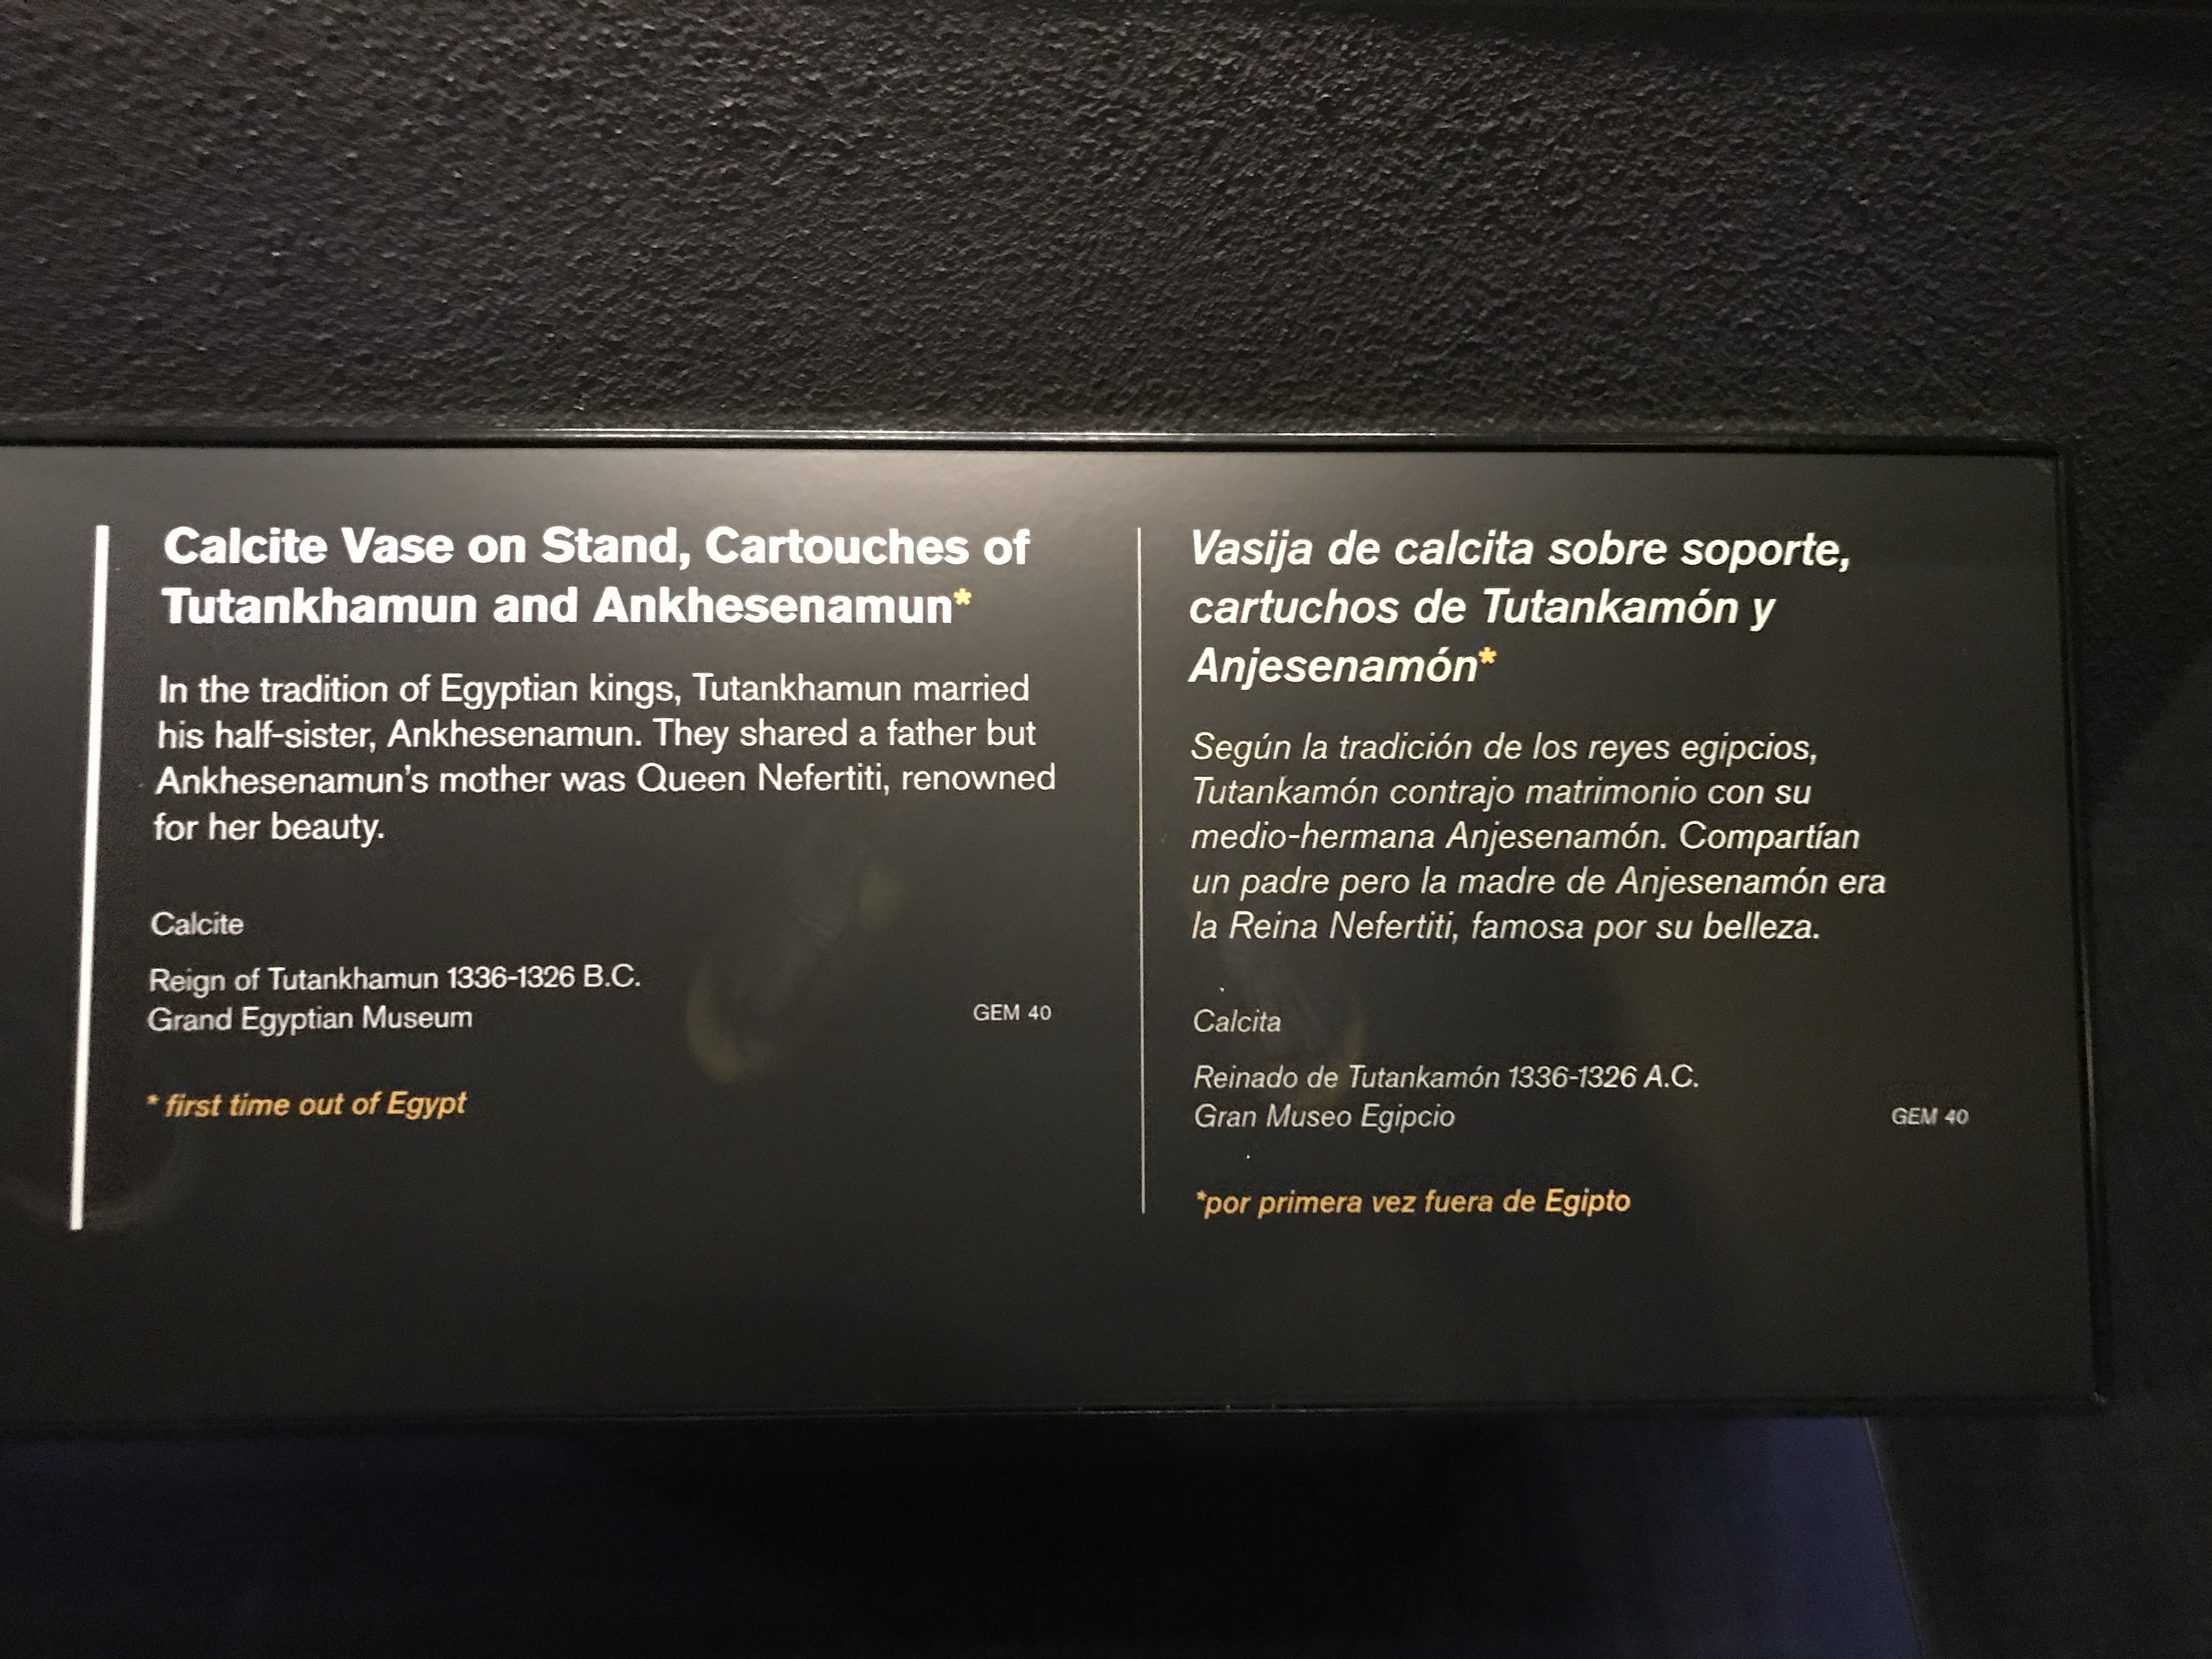 Calcite Vase on Stand, Cartouches of
Tutankhamun and Ankhesenamun*
In the tradition of Egyptian kings, Tutankhamun married
his half-sister, Ankhesenamun. They shared a father but
Ankhesenamun's mother was Queen Nefertiti, renowned
for her beauty.
Calcite
Reign of Tutankhamun 1336-1326 B.C.
Grand Egyptian Museum
GEM 40
* first time out of Egypt
Vasija de calcita sobre soporte,
cartuchos de Tutankamón y
Anjesenamón*
Según la tradición de los reyes egipcios,
Tutankamón contrajo matrimonio con su
medio-hermana Anjesenamón. Compartían
un padre pero la madre de Anjesenamón era
la Reina Nefertiti, famosa por su belleza.
Calcita
Reinado de Tutankamón 1336-1326 A.C.
Gran Museo Egipcio
GEM 40
*por primera vez fuera de Egipto